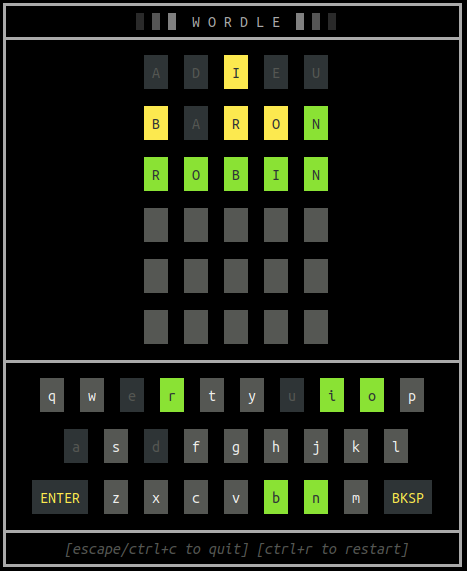 WORDLE
A D I E U
B A R O N
R O B I N
q w e r t y u i o p
a s d f g h j k l
ENTER z x c v b n m BKSP
[escape/ctrl+c to quit] [ctrl+r to restart]